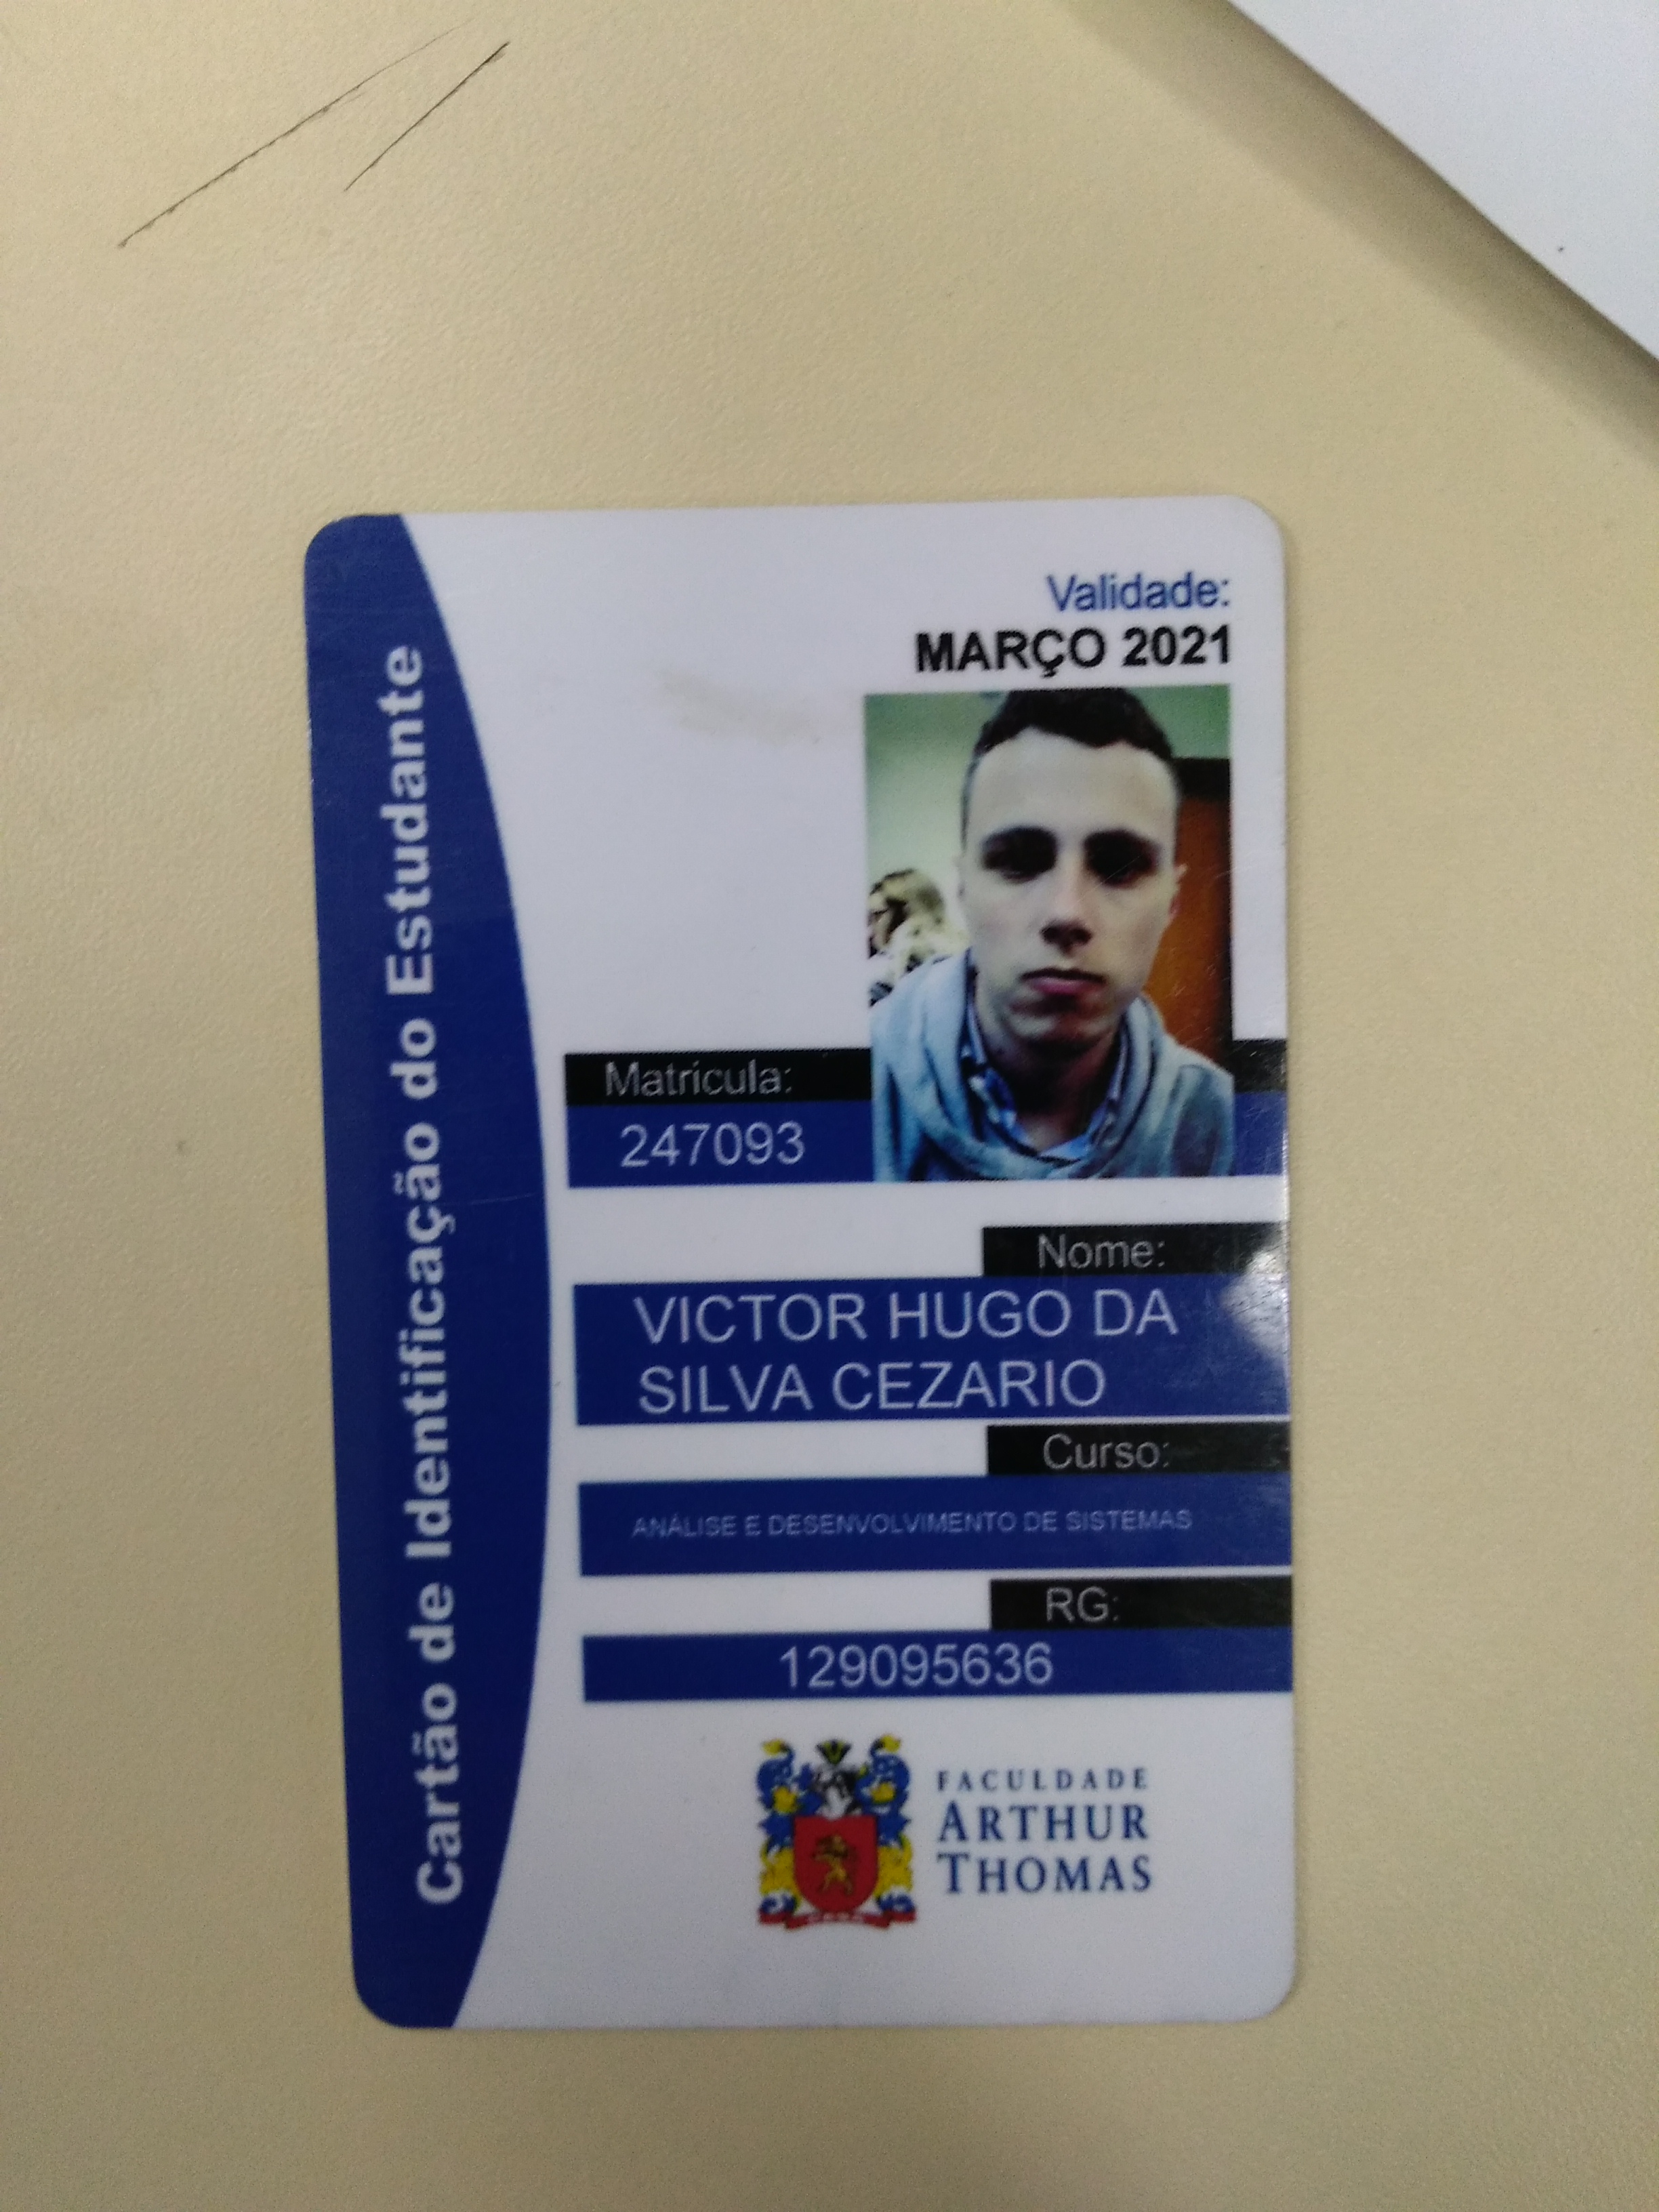 Cartão de Identificação do Estudante
Validade:
MARÇO 2021
Matrícula:
247093
Nome:
VICTOR HUGO DA
SILVA CEZARIO
Curso:
ANÁLISE E DESENVOLVIMENTO DE SISTEMAS
RG:
129095636
FACULDADE
ARTHUR
THOMAS